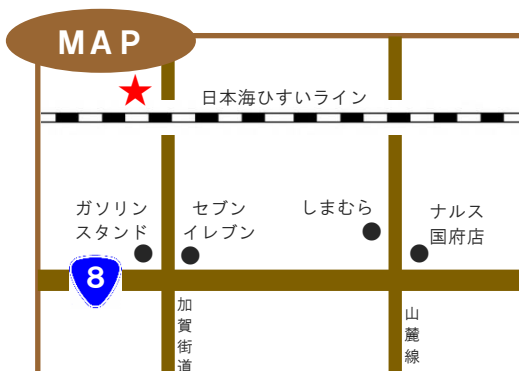 MAP
日本海ひすいライン
ガソリン
スタンド
セブン
イレブン
しまむら
ナルス
国府店
8
加賀街道
山麓線